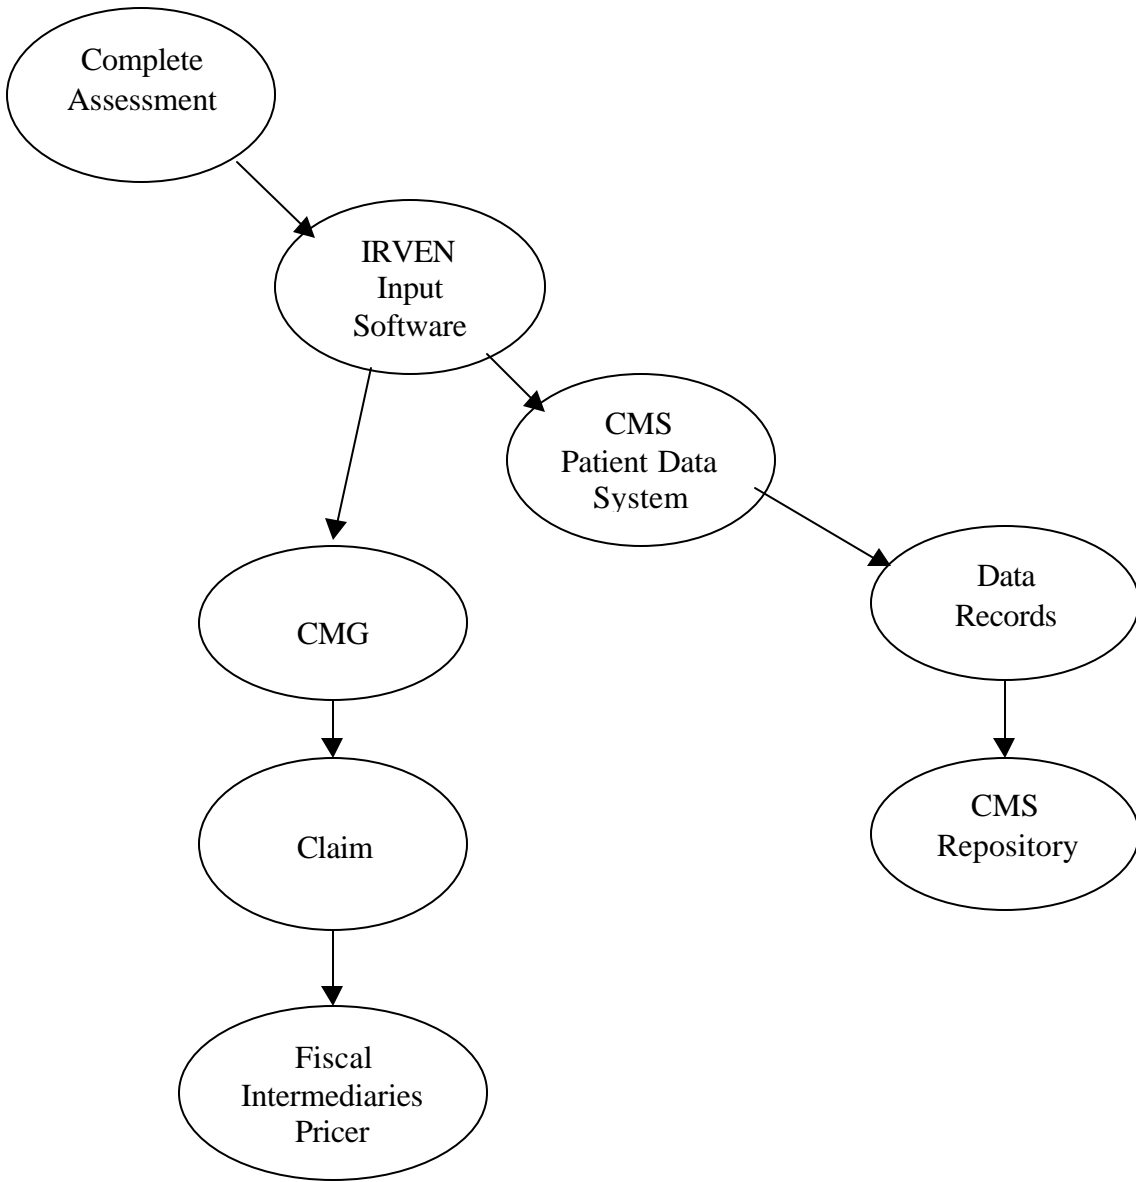 Complete
Assessment
IRVEN
Input
Software
CMS
Patient Data
System
Data
Records
CMG
CMS
Repository
Claim
Fiscal
Intermediaries
Pricer